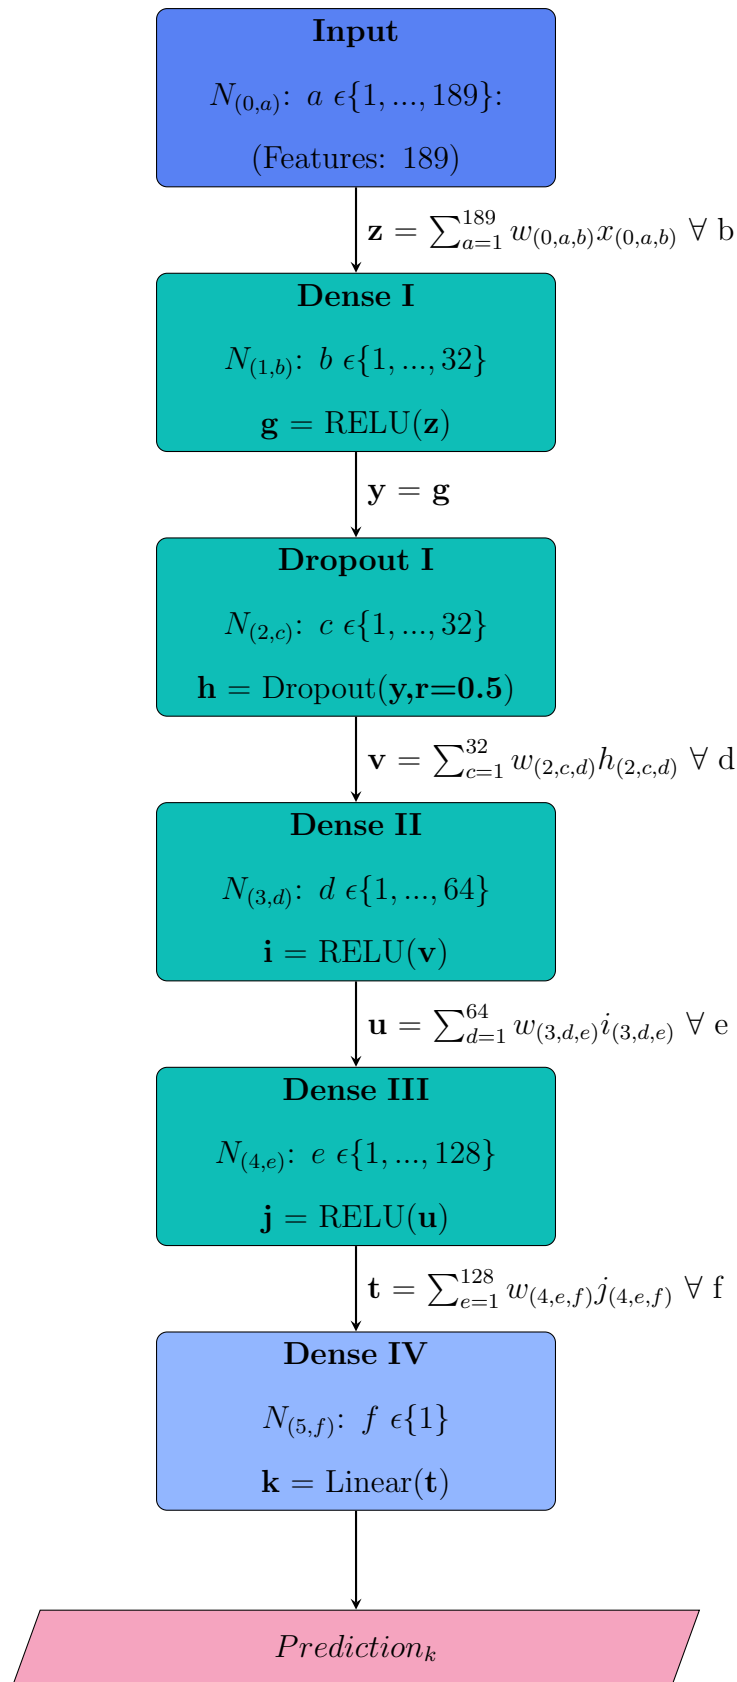 Input
N(0,a): a ϵ{1, ..., 189}:
(Features: 189)
z = ∑_{a=1}^{189} w(0,a,b)x(0,a,b) ∀ b
Dense I
N(1,b): b ϵ{1, ..., 32}
g = RELU(z)
y = g
Dropout I
N(2,c): c ϵ{1, ..., 32}
h = Dropout(y,r=0.5)
v = ∑_{c=1}^{32} w(2,c,d)h(2,c,d) ∀ d
Dense II
N(3,d): d ϵ{1, ..., 64}
i = RELU(v)
u = ∑_{d=1}^{64} w(3,d,e)i(3,d,e) ∀ e
Dense III
N(4,e): e ϵ{1, ..., 128}
j = RELU(u)
t = ∑_{e=1}^{128} w(4,e,f)j(4,e,f) ∀ f
Dense IV
N(5,f): f ϵ{1}
k = Linear(t)
Prediction_k